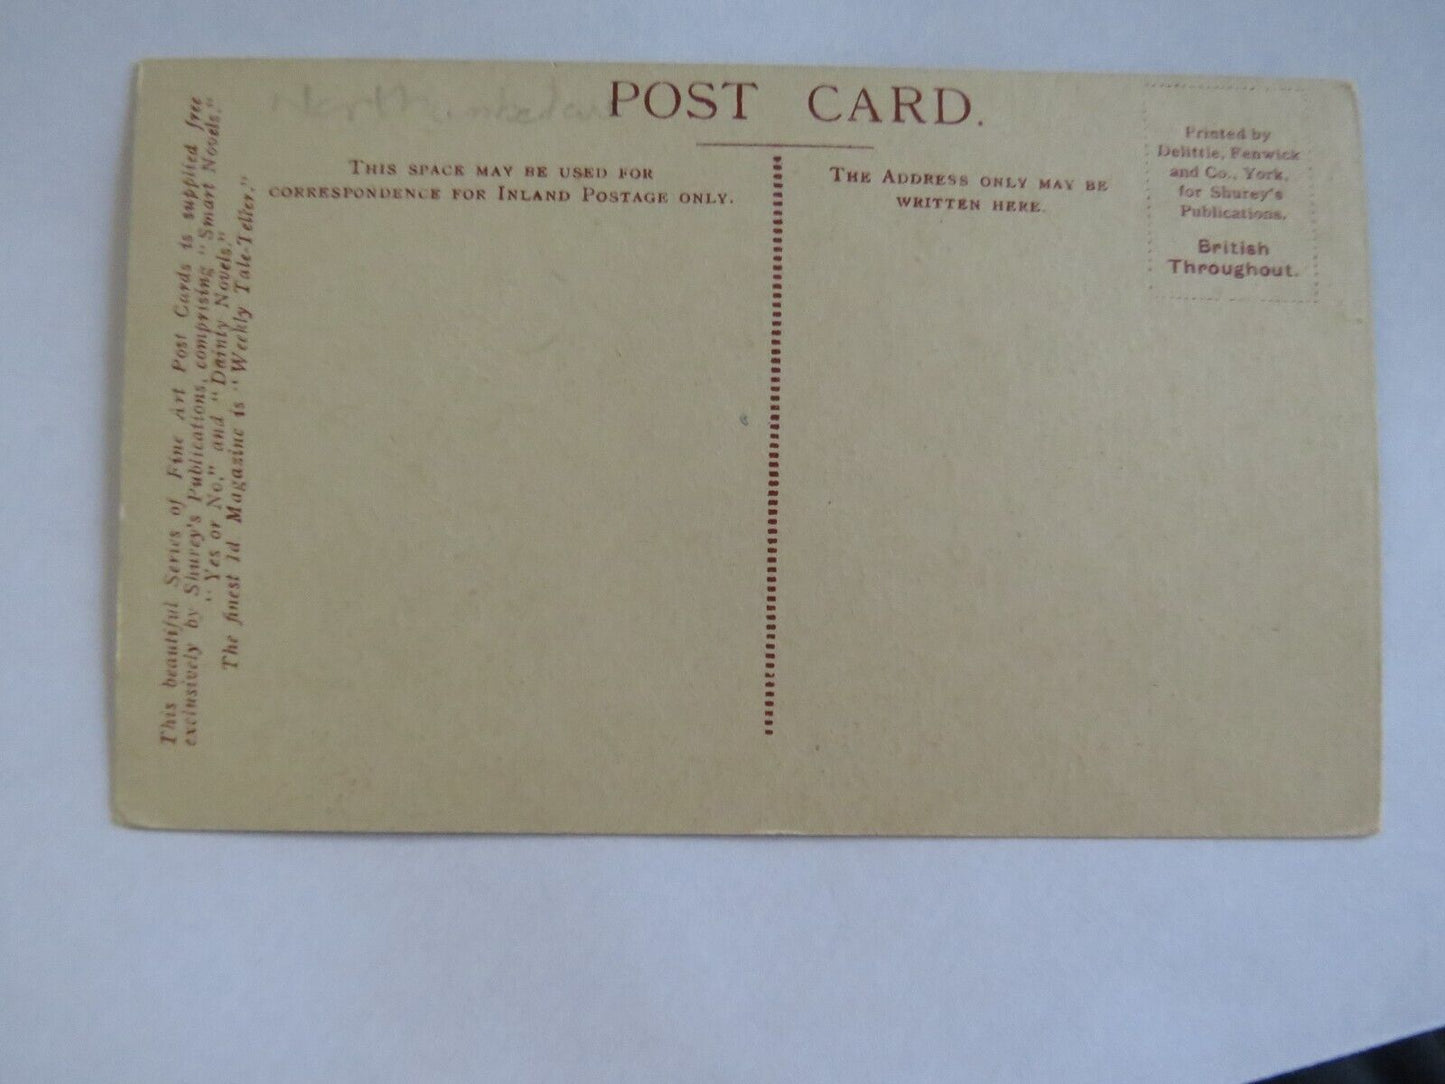 POST CARD.
THIS SPACE MAY BE USED FOR
CORRESPONDENCE FOR INLAND POSTAGE ONLY.
THE ADDRESS ONLY MAY BE
WRITTEN HERE.
Printed by
Delittle, Fenwick
and Co., York,
for Shurey's
Publications.
British
Throughout.
This beautiful Series of Fine Art Post Cards is supplied free
exclusively by Shurey's Publications, comprising "Smart Novels,"
"Yes or No," and "Dainty Novels."
The finest 1d Magazine is "Weekly Tale-Teller."